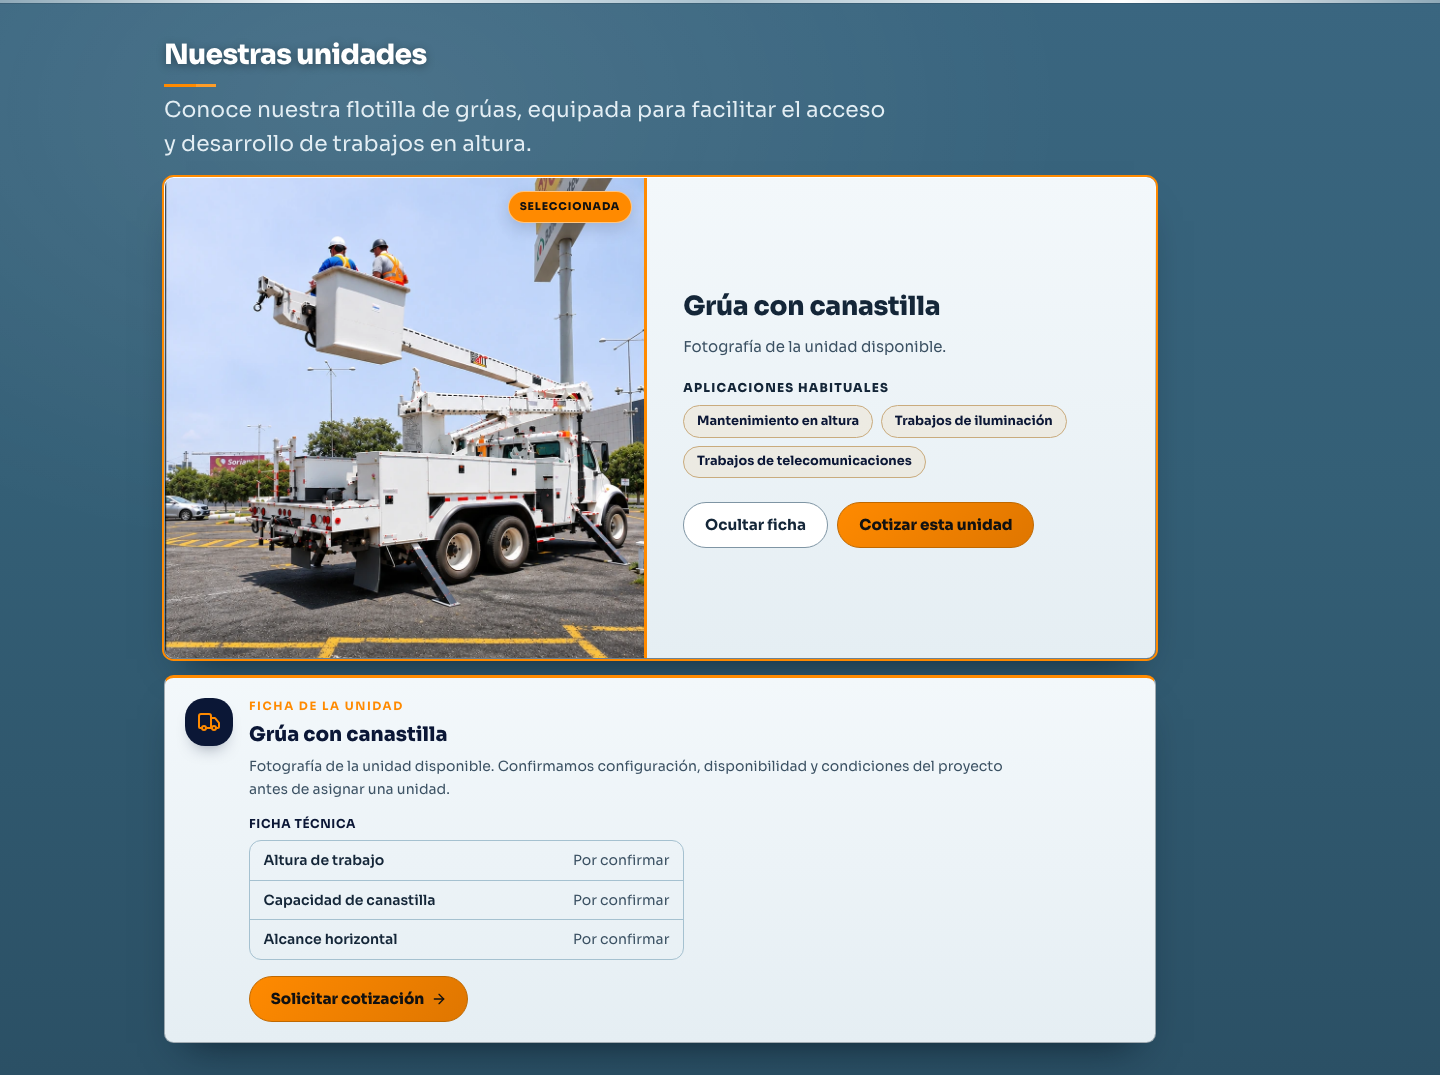 Nuestras unidades
Conoce nuestra flotilla de grúas, equipada para facilitar el acceso
y desarrollo de trabajos en altura.
SELECCIONADA
Grúa con canastilla
Fotografía de la unidad disponible.
APLICACIONES HABITUALES
Mantenimiento en altura
Trabajos de iluminación
Trabajos de telecomunicaciones
Ocultar ficha
Cotizar esta unidad
FICHA DE LA UNIDAD
Grúa con canastilla
Fotografía de la unidad disponible. Confirmamos configuración, disponibilidad y condiciones del proyecto
antes de asignar una unidad.
FICHA TÉCNICA
Altura de trabajo Por confirmar
Capacidad de canastilla Por confirmar
Alcance horizontal Por confirmar
Solicitar cotización →